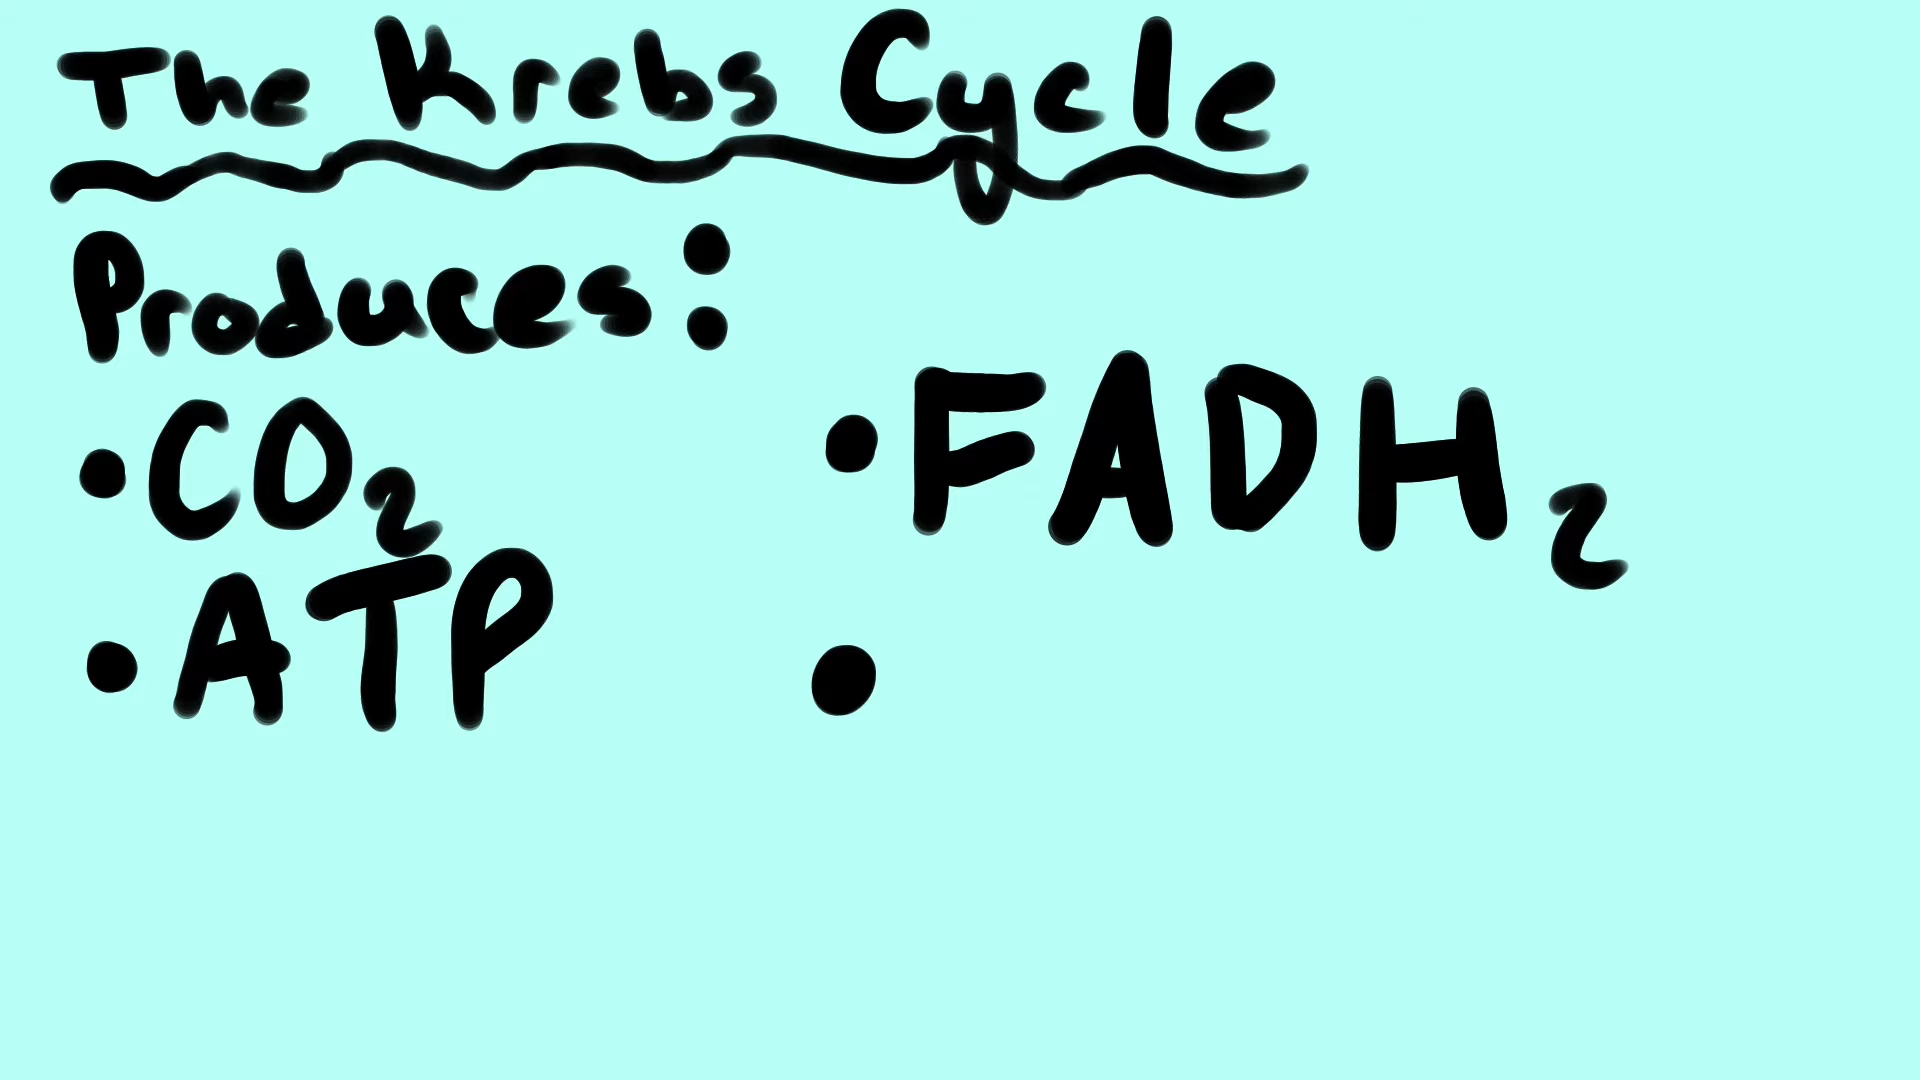 The Krebs Cycle
Produces:
• CO₂
• ATP
• FADH₂
•